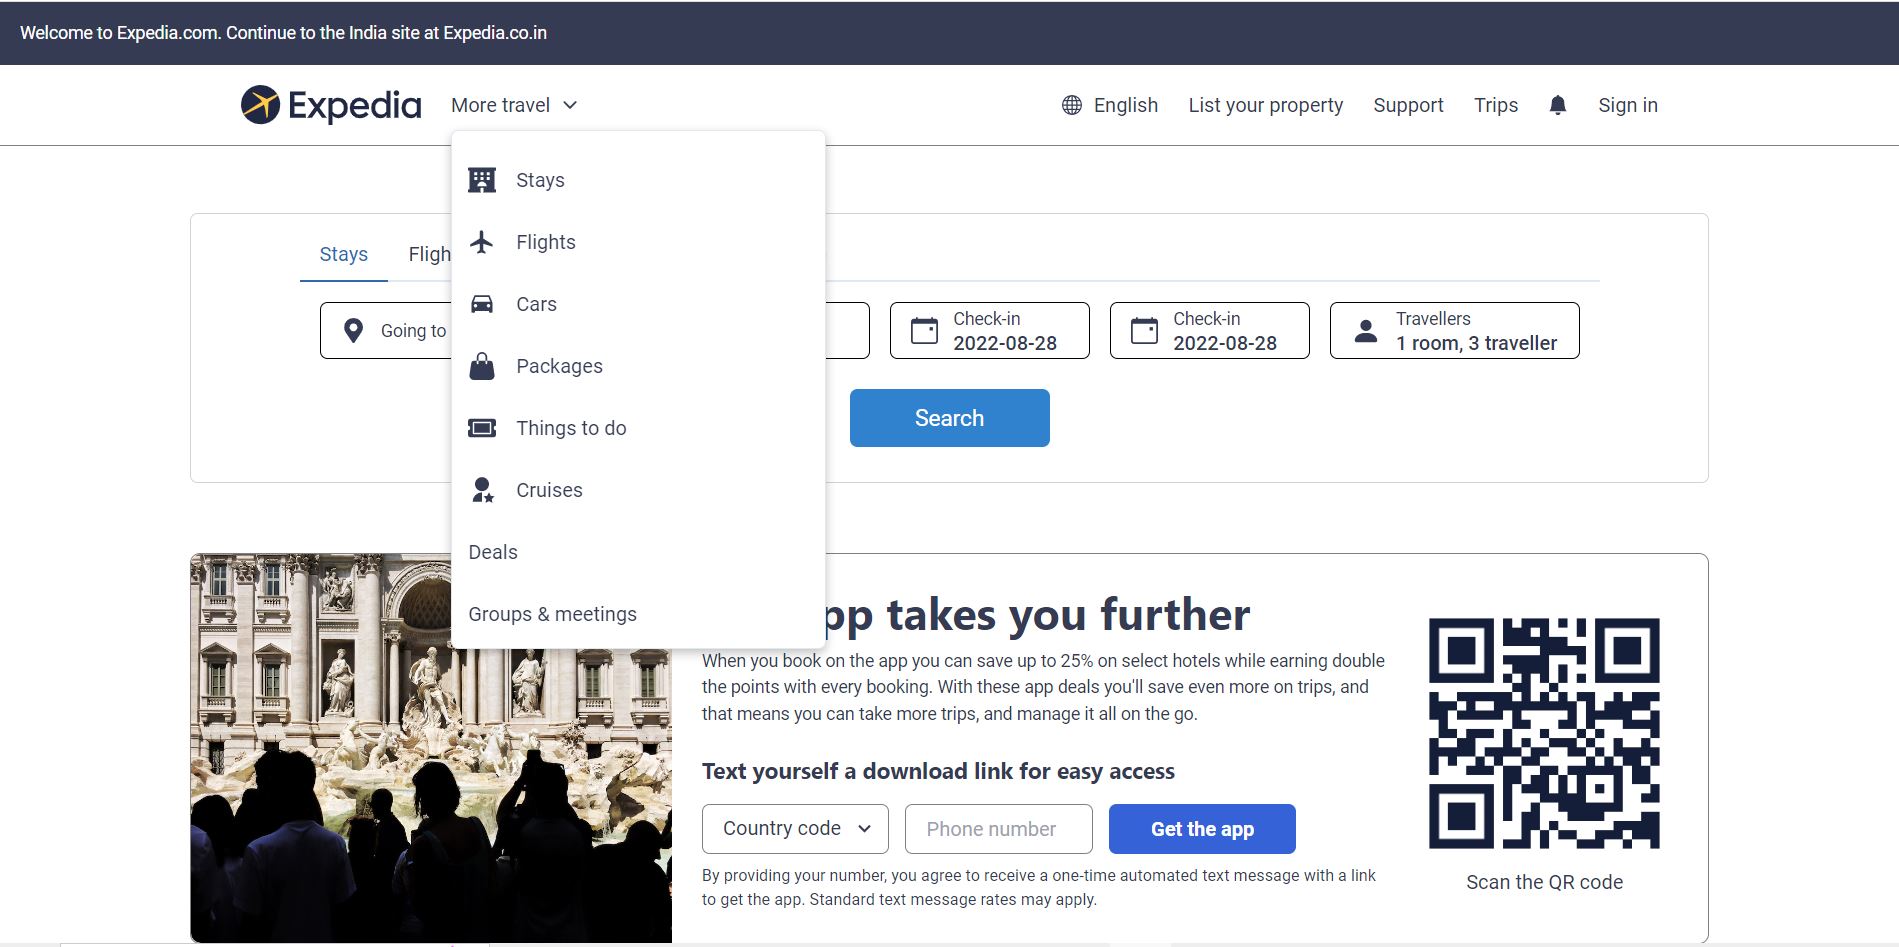 Welcome to Expedia.com. Continue to the India site at Expedia.co.in
Expedia
More travel
English
List your property
Support
Trips
Sign in
Stays
Flights
Cars
Packages
Things to do
Cruises
Deals
Groups & meetings
Stays
Fligh
Going to
Check-in
2022-08-28
Check-in
2022-08-28
Travellers
1 room, 3 traveller
Search
pp takes you further
When you book on the app you can save up to 25% on select hotels while earning double
the points with every booking. With these app deals you'll save even more on trips, and
that means you can take more trips, and manage it all on the go.
Text yourself a download link for easy access
Country code
Phone number
Get the app
By providing your number, you agree to receive a one-time automated text message with a link
to get the app. Standard text message rates may apply.
Scan the QR code